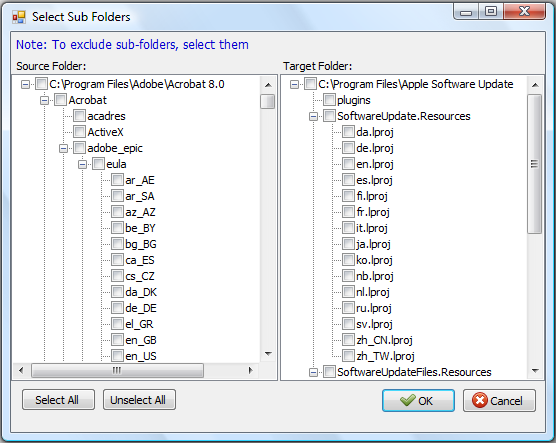 Select Sub Folders
Note: To exclude sub-folders, select them
Source Folder:
C:\Program Files\Adobe\Acrobat 8.0
Acrobat
acadres
ActiveX
adobe_epic
eula
ar_AE
ar_SA
az_AZ
be_BY
bg_BG
ca_ES
cs_CZ
da_DK
de_DE
el_GR
en_GB
en_US
Target Folder:
C:\Program Files\Apple Software Update
plugins
SoftwareUpdate.Resources
da.lproj
de.lproj
en.lproj
es.lproj
fi.lproj
fr.lproj
it.lproj
ja.lproj
ko.lproj
nb.lproj
nl.lproj
ru.lproj
sv.lproj
zh_CN.lproj
zh_TW.lproj
SoftwareUpdateFiles.Resources
Select All
Unselect All
OK
Cancel